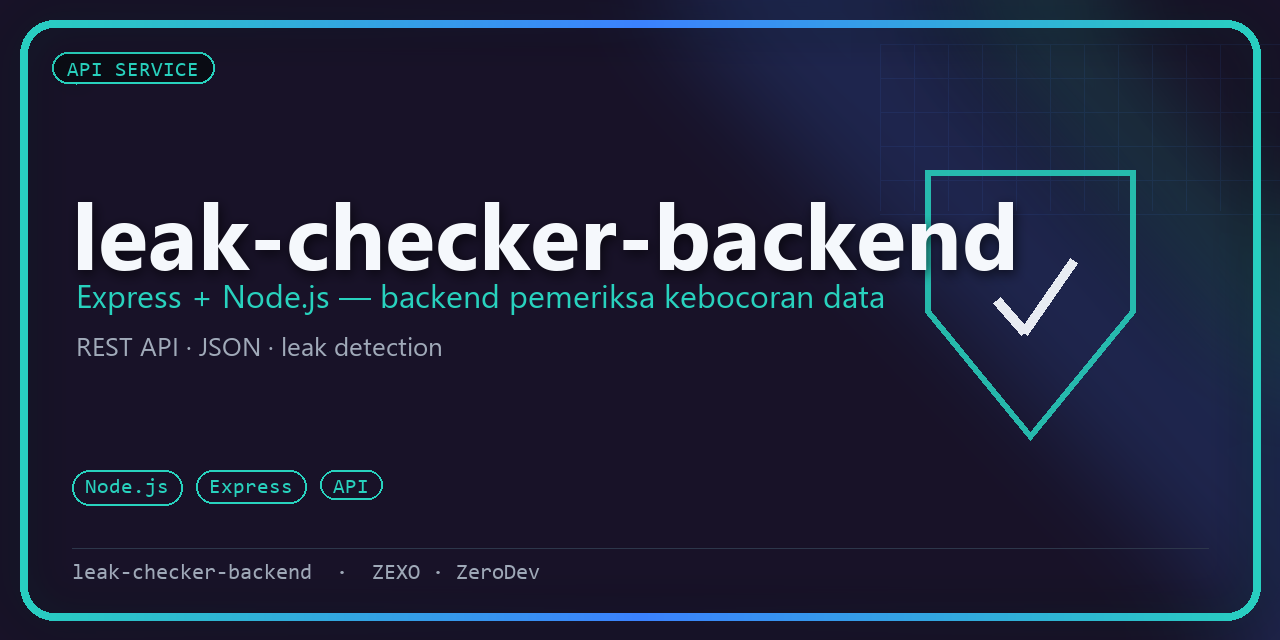 API SERVICE
leak-checker-backend
Express + Node.js — backend pemeriksa kebocoran data
REST API · JSON · leak detection
Node.js Express API
leak-checker-backend · ZEXO · ZeroDev